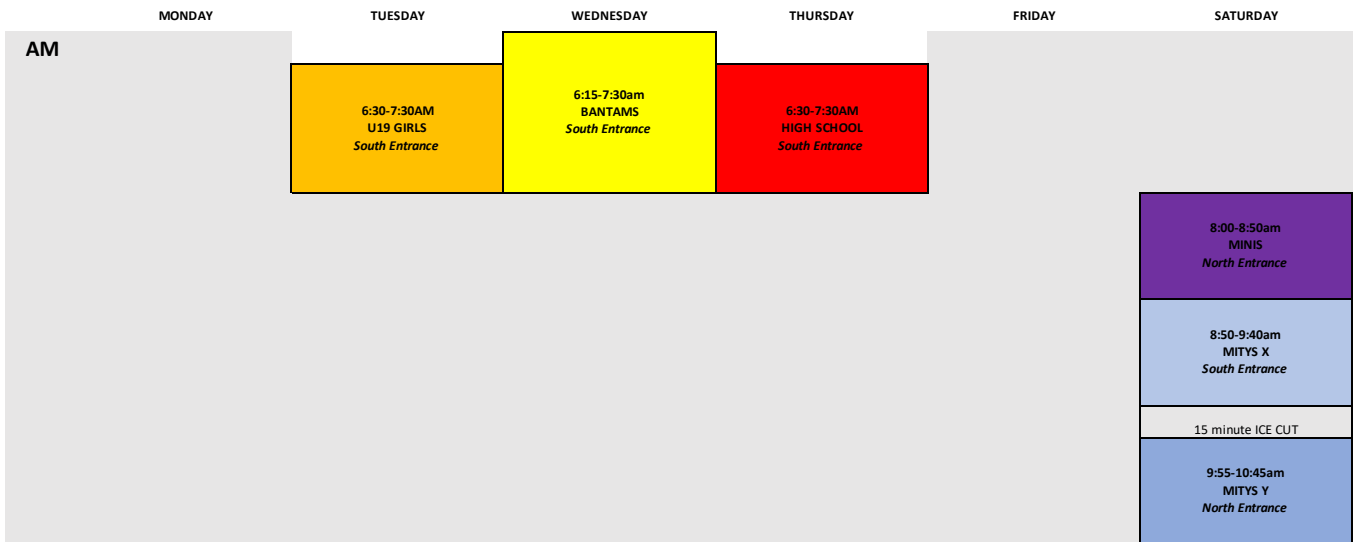 MONDAY TUESDAY WEDNESDAY THURSDAY FRIDAY SATURDAY
AM
6:30-7:30AM
U19 GIRLS
South Entrance
6:15-7:30am
BANTAMS
South Entrance
6:30-7:30AM
HIGH SCHOOL
South Entrance
8:00-8:50am
MINIS
North Entrance
8:50-9:40am
MITYS X
South Entrance
15 minute ICE CUT
9:55-10:45am
MITYS Y
North Entrance